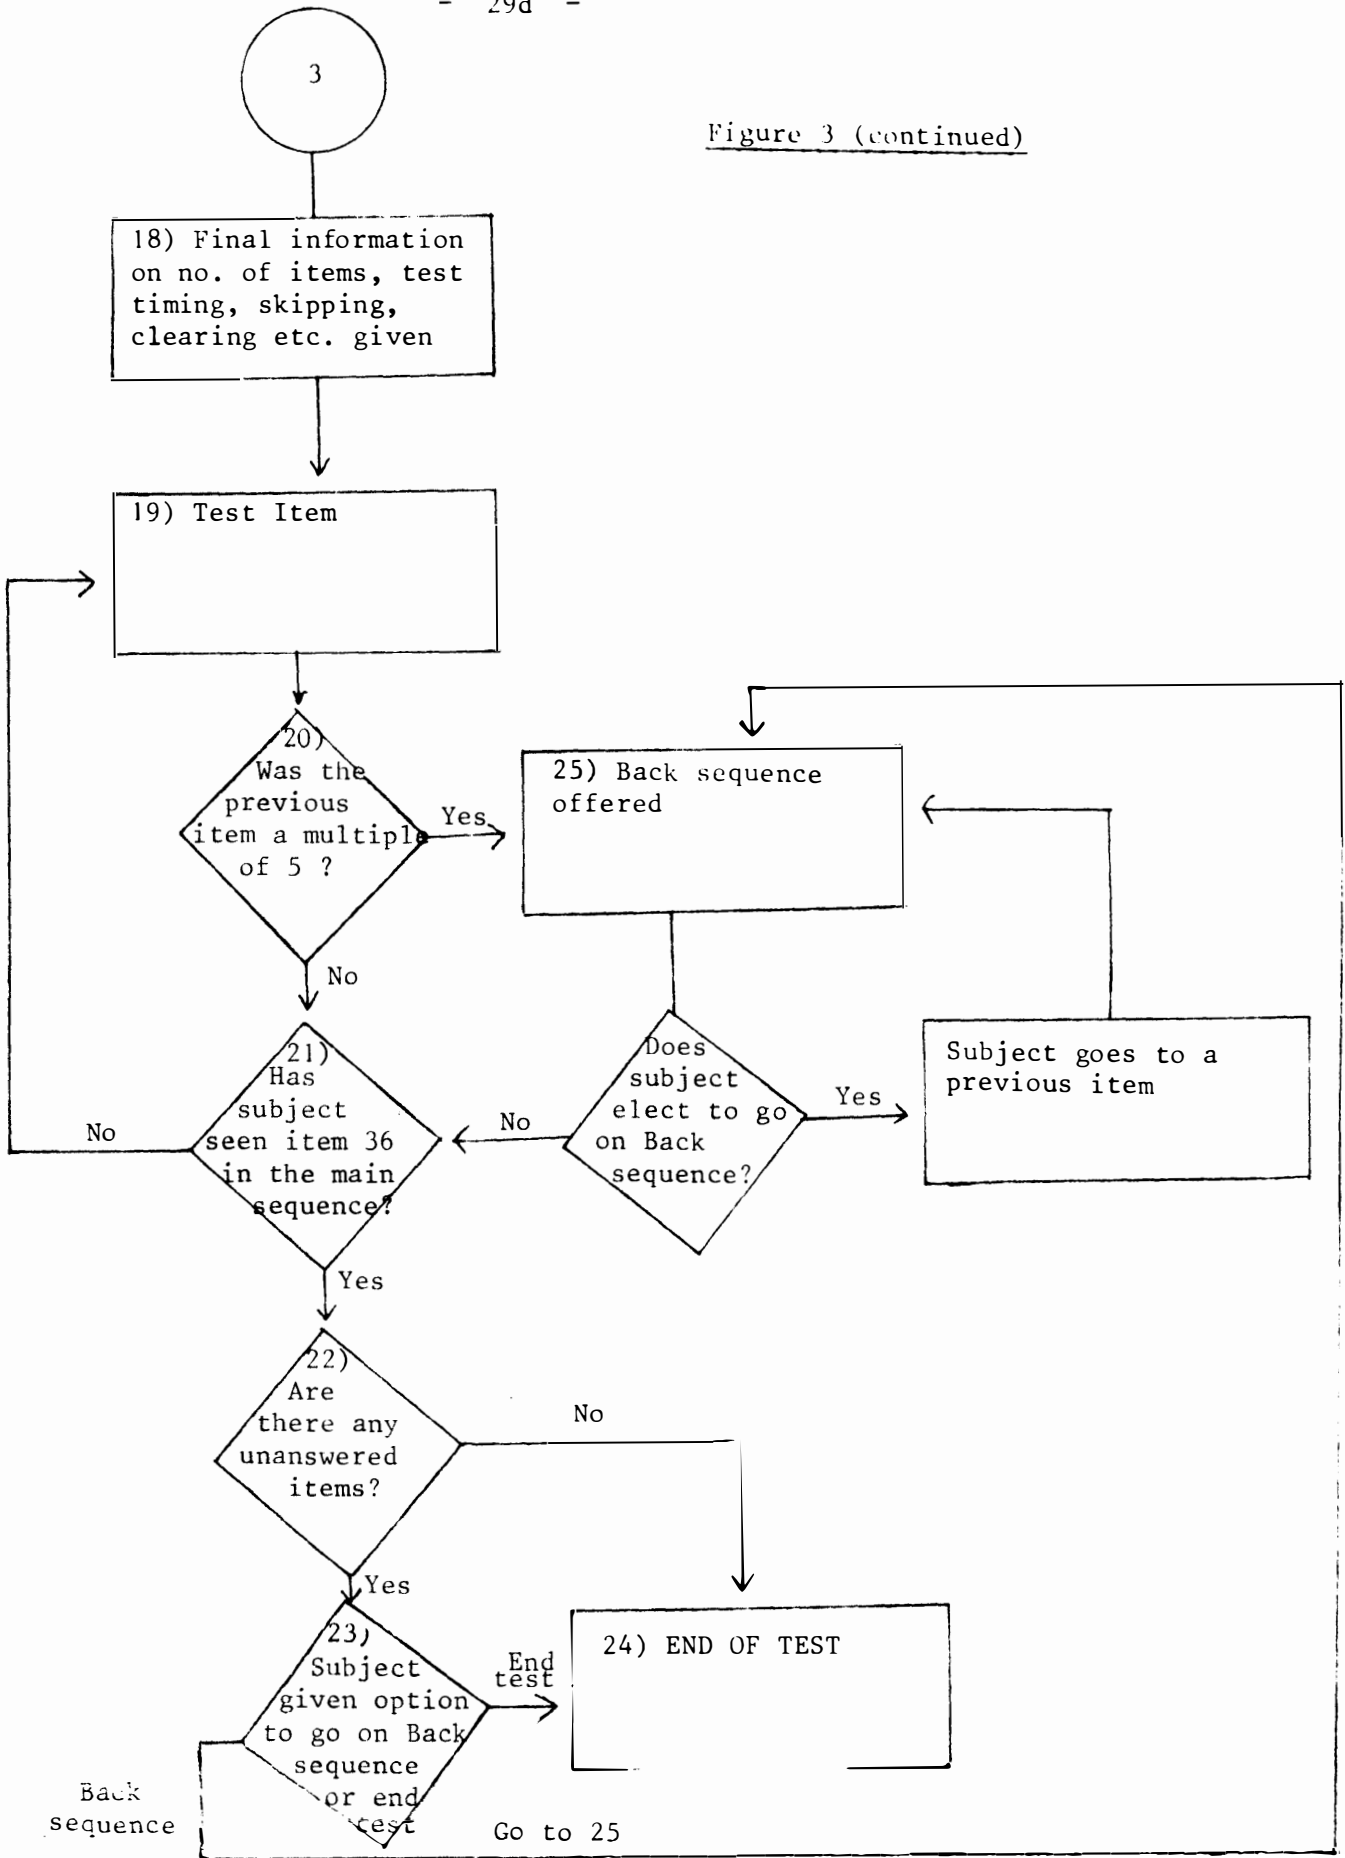 - 29d -
3
Figure 3 (continued)
18) Final information
on no. of items, test
timing, skipping,
clearing etc. given
19) Test Item
20)
Was the
previous
item a multiple
of 5 ?
Yes
No
25) Back sequence
offered
21)
Has
subject
seen item 36
in the main
sequence?
No
Yes
Does
subject
elect to go
on Back
sequence?
No
Yes
Subject goes to a
previous item
22)
Are
there any
unanswered
items?
No
Yes
23)
Subject
given option
to go on Back
sequence
or end
test
End
test
24) END OF TEST
Back
sequence
Go to 25